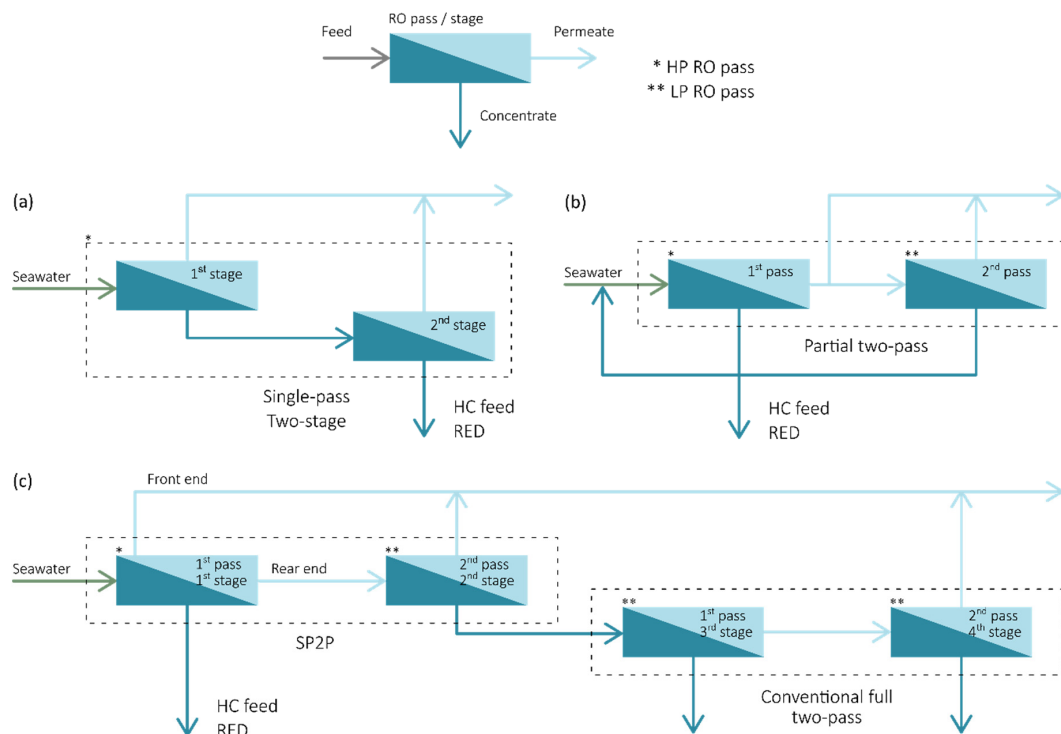 RO pass / stage
Feed
Permeate
* HP RO pass
** LP RO pass
Concentrate
(a)
*
Seawater
1st stage
2nd stage
Single-pass
Two-stage
HC feed
RED
(b)
Seawater
*
1st pass
**
2nd pass
Partial two-pass
HC feed
RED
(c)
Front end
Seawater
*
1st pass
1st stage
Rear end
**
2nd pass
2nd stage
SP2P
HC feed
RED
**
1st pass
3rd stage
**
2nd pass
4th stage
Conventional full
two-pass